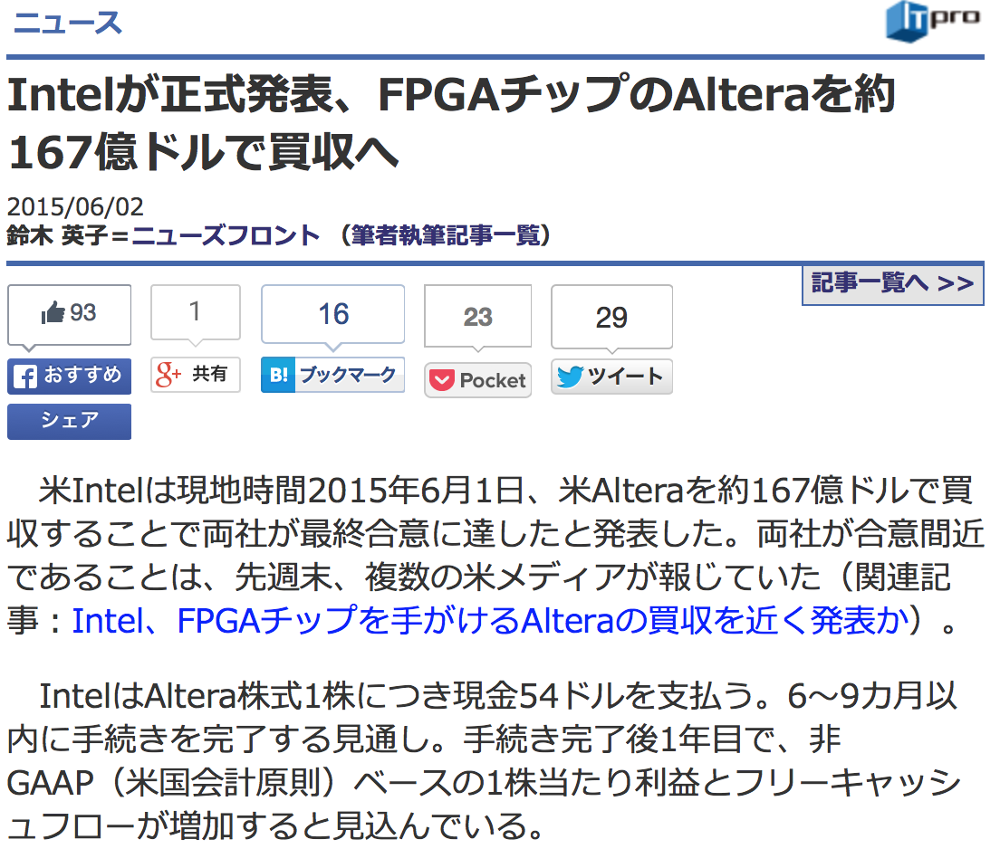 ニュース
ITpro
Intelが正式発表、FPGAチップのAlteraを約
167億ドルで買収へ
2015/06/02
鈴木 英子＝ニューズフロント （筆者執筆記事一覧）
記事一覧へ >>
93 1 16 23 29
おすすめ g+ 共有 B! ブックマーク Pocket ツイート
シェア
米Intelは現地時間2015年6月1日、米Alteraを約167億ドルで買
収することで両社が最終合意に達したと発表した。両社が合意間近
であることは、先週末、複数の米メディアが報じていた（関連記
事：Intel、FPGAチップを手がけるAlteraの買収を近く発表か）。
IntelはAltera株式1株につき現金54ドルを支払う。6～9カ月以
内に手続きを完了する見通し。手続き完了後1年目で、非
GAAP（米国会計原則）ベースの1株当たり利益とフリーキャッシ
ュフローが増加すると見込んでいる。